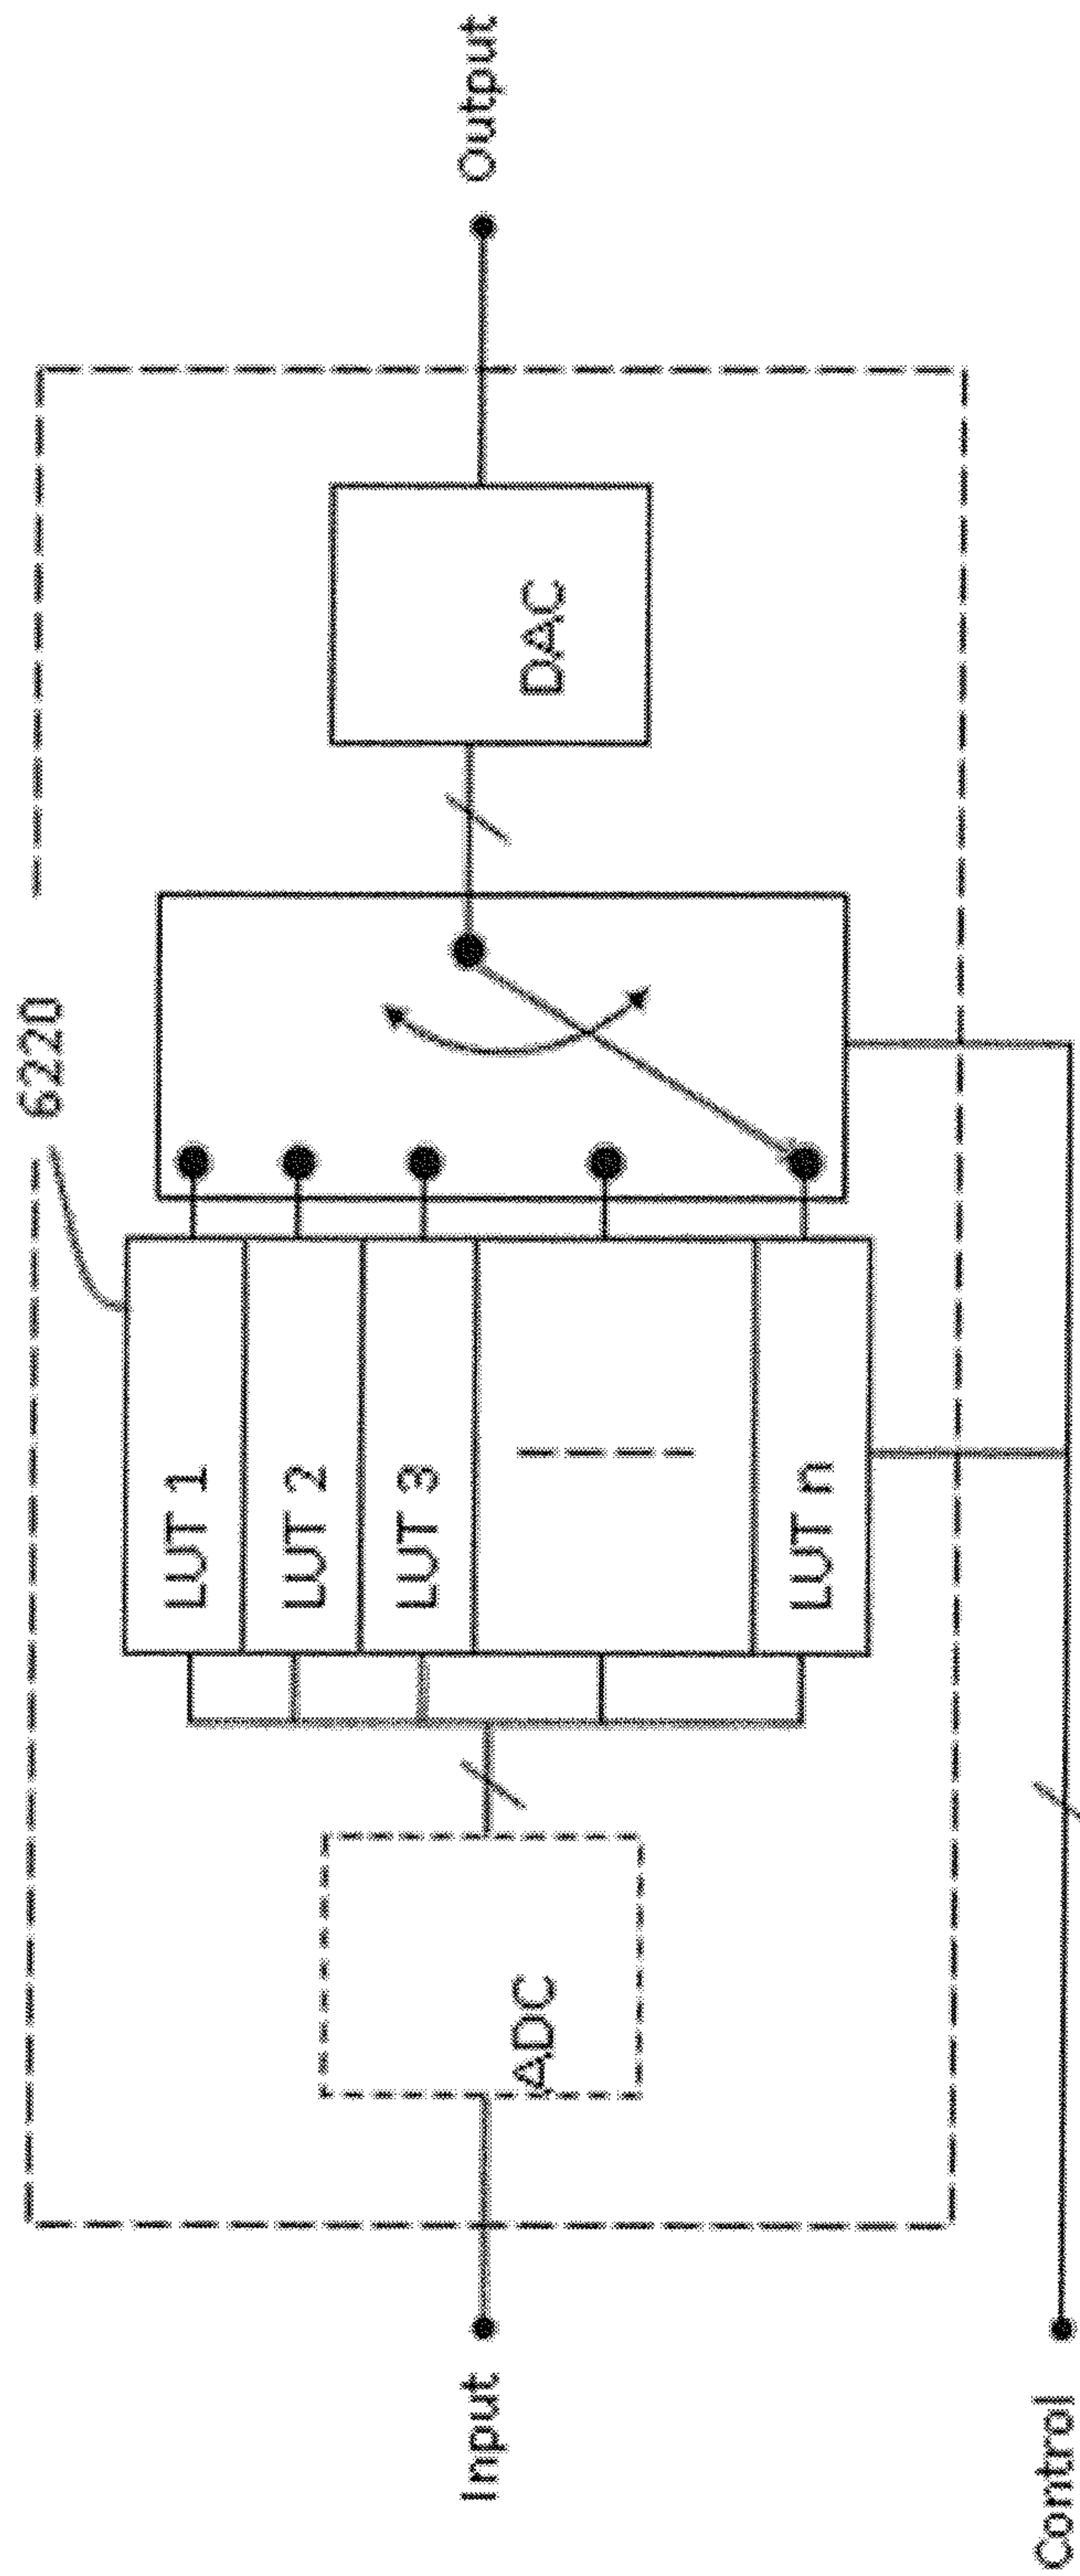 6220
Input
ADC
LUT 1
LUT 2
LUT 3
LUT n
DAC
Output
Control